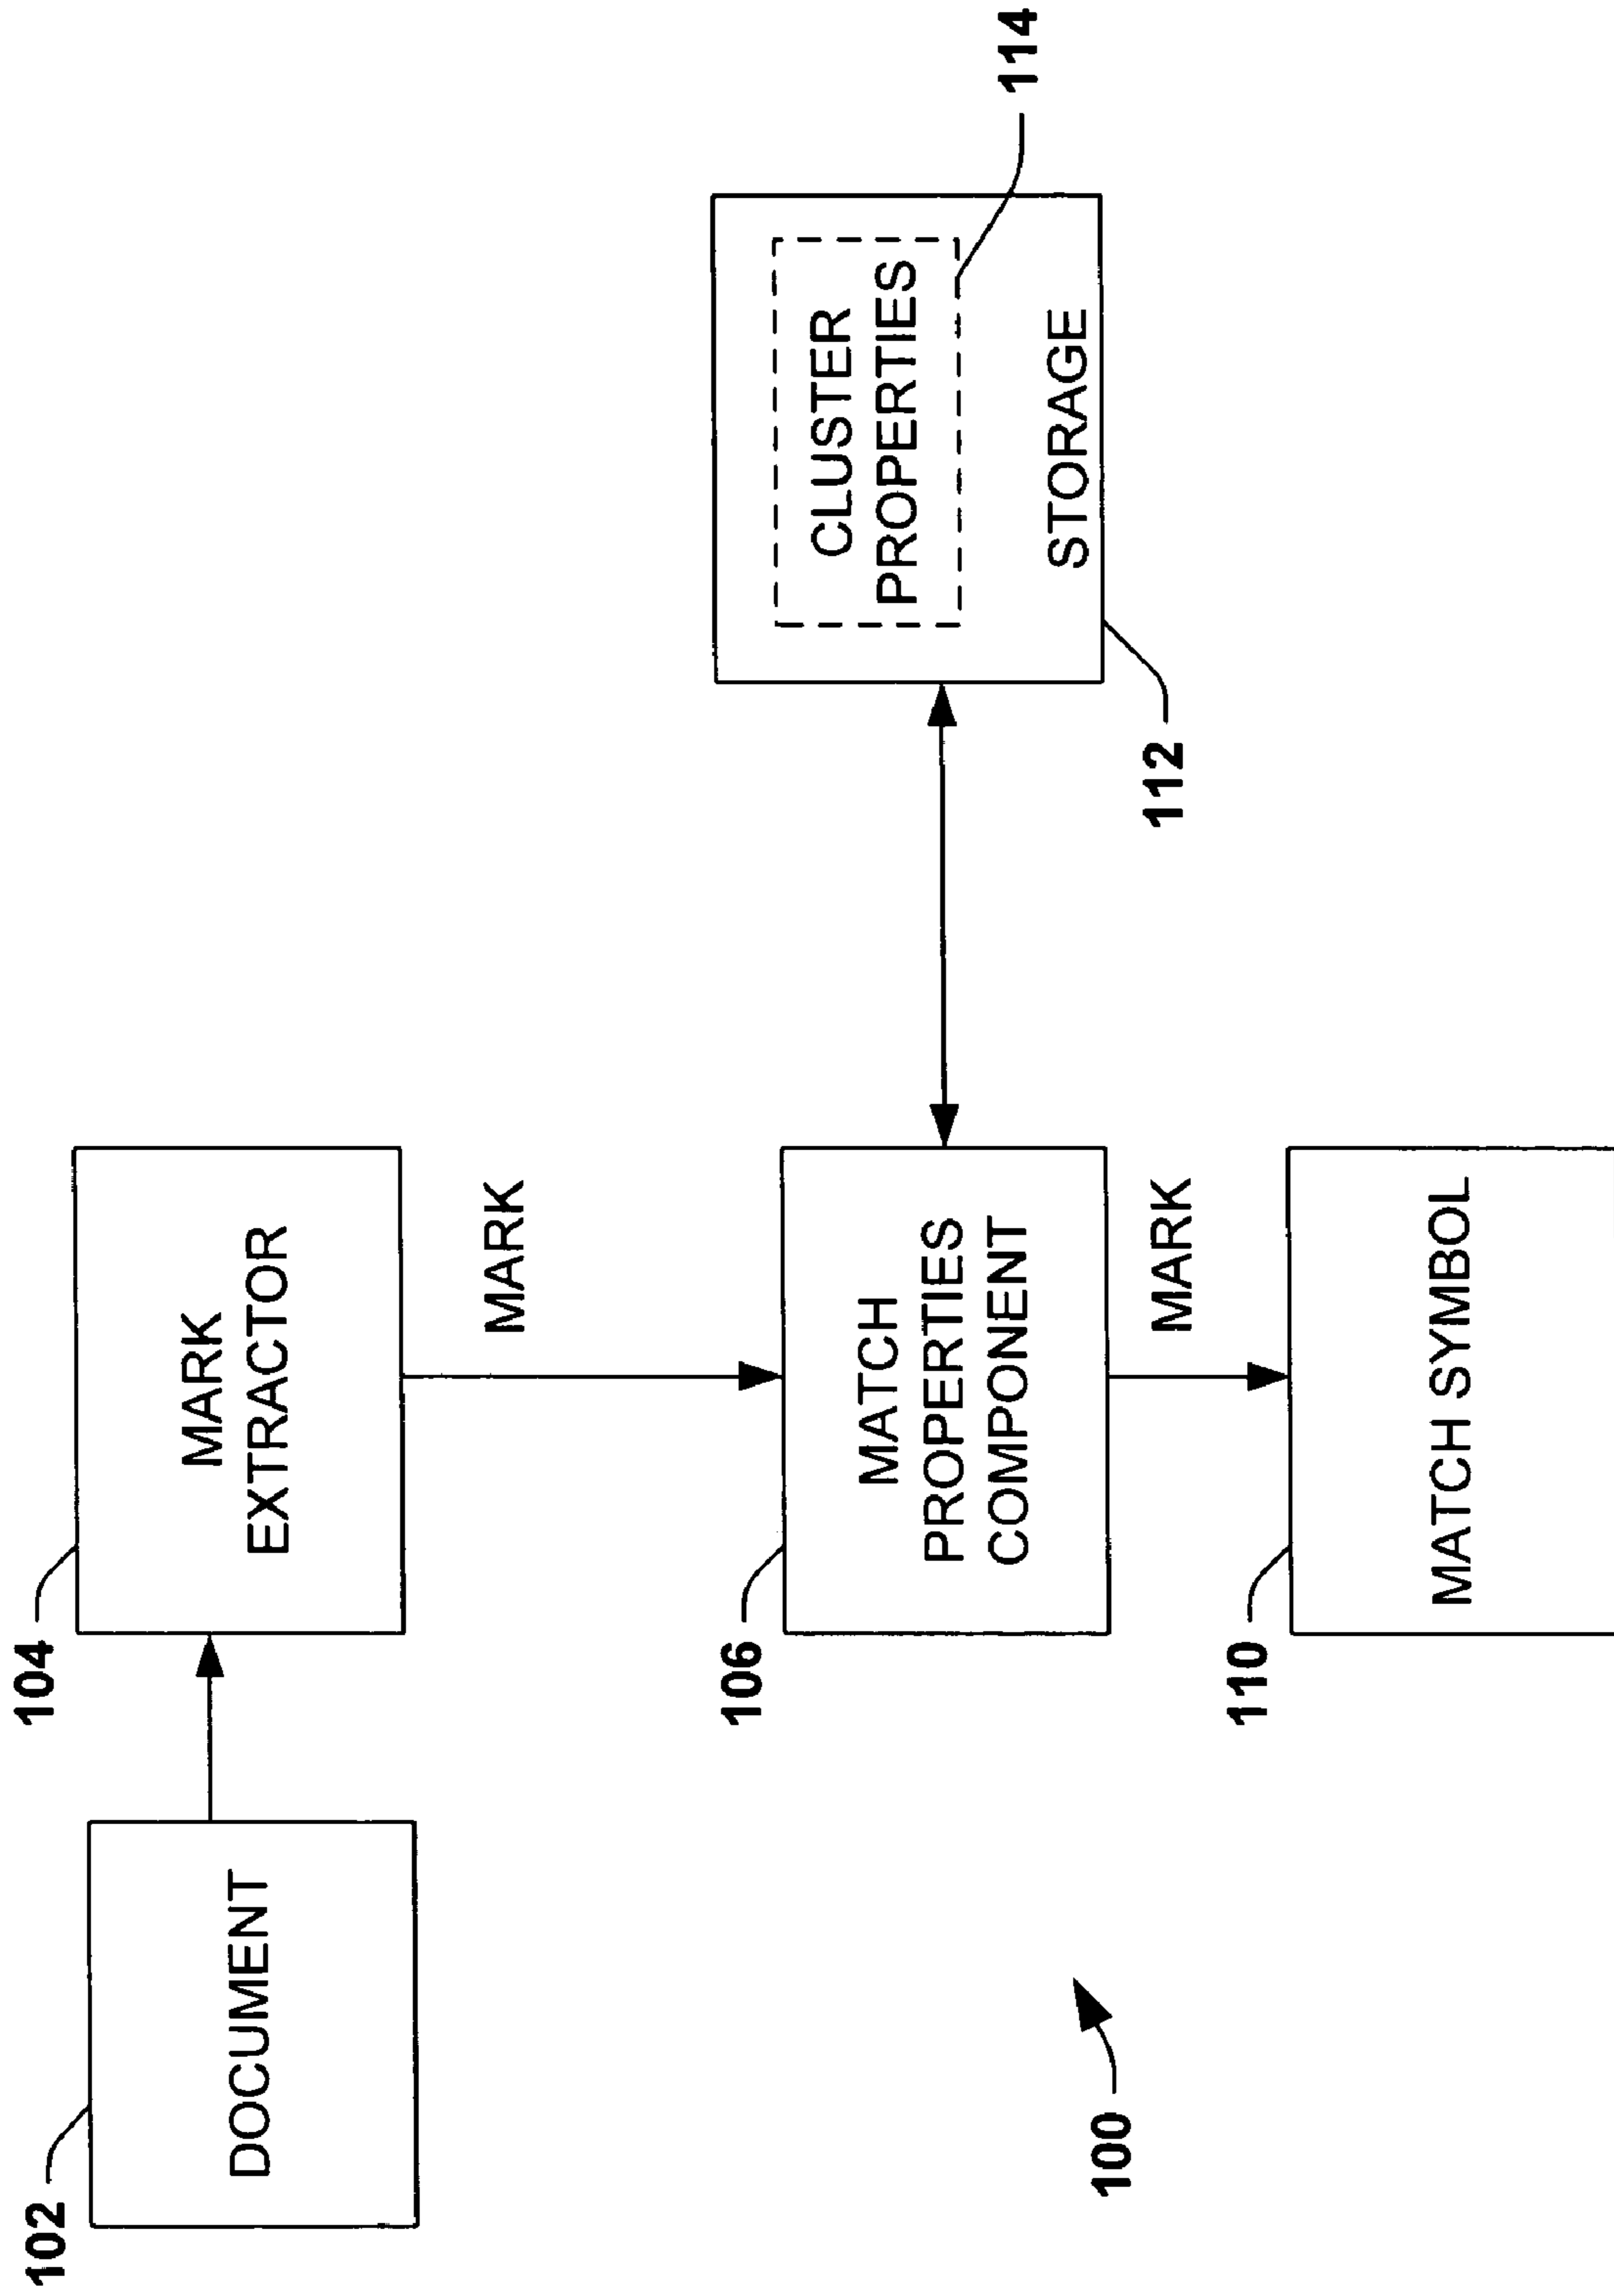 102
DOCUMENT
104
MARK
EXTRACTOR
MARK
106
MATCH
PROPERTIES
COMPONENT
MARK
110
MATCH SYMBOL
CLUSTER
PROPERTIES
STORAGE
114
112
100